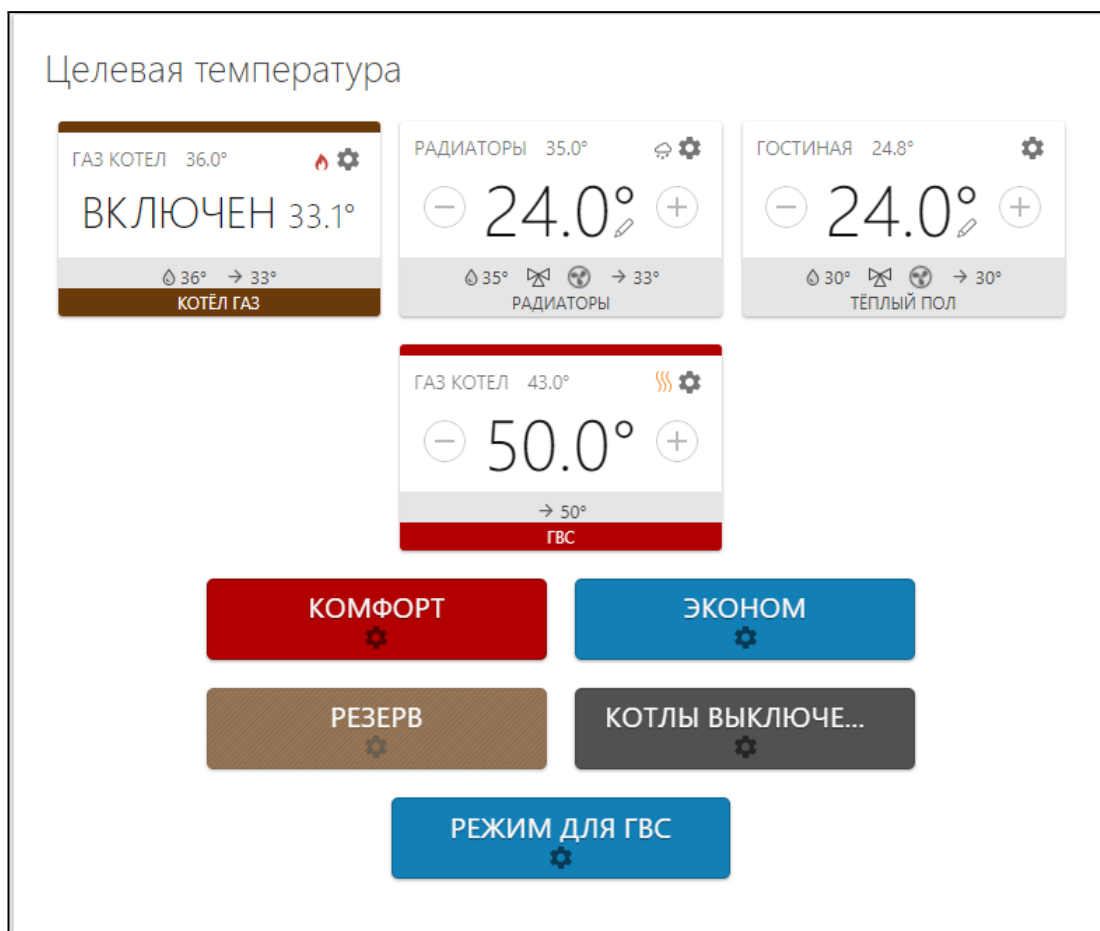 Целевая температура
ГАЗ КОТЕЛ 36.0°
ВКЛЮЧЕН 33.1°
36° → 33°
КОТЁЛ ГАЗ
РАДИАТОРЫ 35.0°
24.0°
35° → 33°
РАДИАТОРЫ
ГОСТИНАЯ 24.8°
24.0°
30° → 30°
ТЁПЛЫЙ ПОЛ
ГАЗ КОТЕЛ 43.0°
50.0°
→ 50°
ГВС
КОМФОРТ
ЭКОНОМ
РЕЗЕРВ
КОТЛЫ ВЫКЛЮЧЕ...
РЕЖИМ ДЛЯ ГВС